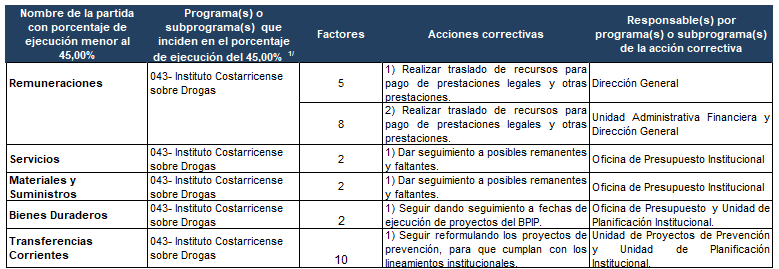 Nombre de la partida
con porcentaje de
ejecución menor al
45,00%
Programa(s) o
subprograma(s) que
inciden en el porcentaje
de ejecución del 45,00% 1/
Factores
Acciones correctivas
Responsable(s) por
programa(s) o subprograma(s)
de la acción correctiva
Remuneraciones
043- Instituto Costarricense
sobre Drogas
5
1) Realizar traslado de recursos para
pago de prestaciones legales y otras
prestaciones.
Dirección General
8
2) Realizar traslado de recursos para
pago de prestaciones legales y otras
prestaciones.
Unidad Administrativa Financiera y
Dirección General
Servicios
043- Instituto Costarricense
sobre Drogas
2
1) Dar seguimiento a posibles remanentes
y faltantes.
Oficina de Presupuesto Institucional
Materiales y
Suministros
043- Instituto Costarricense
sobre Drogas
2
1) Dar seguimiento a posibles remanentes
y faltantes.
Oficina de Presupuesto Institucional
Bienes Duraderos
043- Instituto Costarricense
sobre Drogas
2
1) Seguir dando seguimiento a fechas de
ejecución de proyectos del BPIP.
Oficina de Presupuesto y Unidad de
Planificación Institucional.
Transferencias
Corrientes
043- Instituto Costarricense
sobre Drogas
10
1) Seguir reformulando los proyectos de
prevención, para que cumplan con los
lineamientos institucionales.
Unidad de Proyectos de Prevención
y Unidad de Planificación
Institucional.